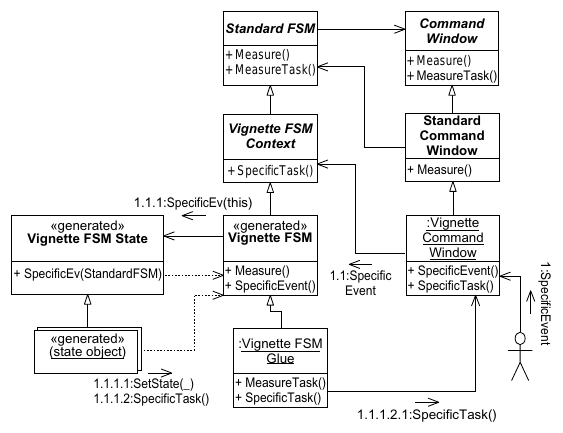 Standard FSM
+ Measure()
+ MeasureTask()
Command
Window
+ Measure()
+ MeasureTask()
Vignette FSM
Context
+ SpecificTask()
Standard
Command
Window
+ Measure()
1.1.1:SpecificEv(this)
«generated»
Vignette FSM State
+ SpecificEv(StandardFSM)
«generated»
Vignette FSM
+ Measure()
+ SpecificEvent()
1.1:Specific
Event
:Vignette
Command
Window
+ SpecificEvent()
+ SpecificTask()
1:SpecificEvent
«generated»
(state object)
1.1.1.1:SetState(_)
1.1.1.2:SpecificTask()
:Vignette FSM
Glue
+ MeasureTask()
+ SpecificTask()
1.1.1.2.1:SpecificTask()